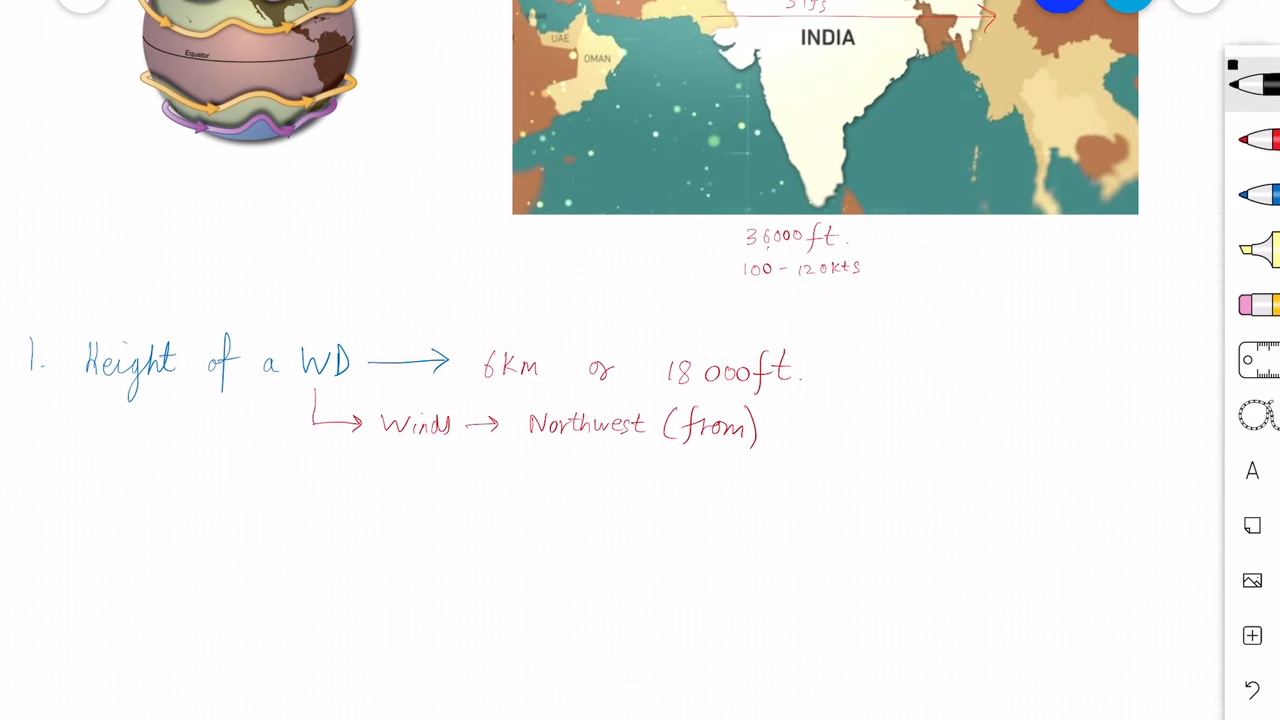 Equator
UAE
OMAN
INDIA
36000 ft.
100 - 120 kts
1. Height of a WD → 6 Km or 18 000 ft.
Winds → Northwest (from)
A